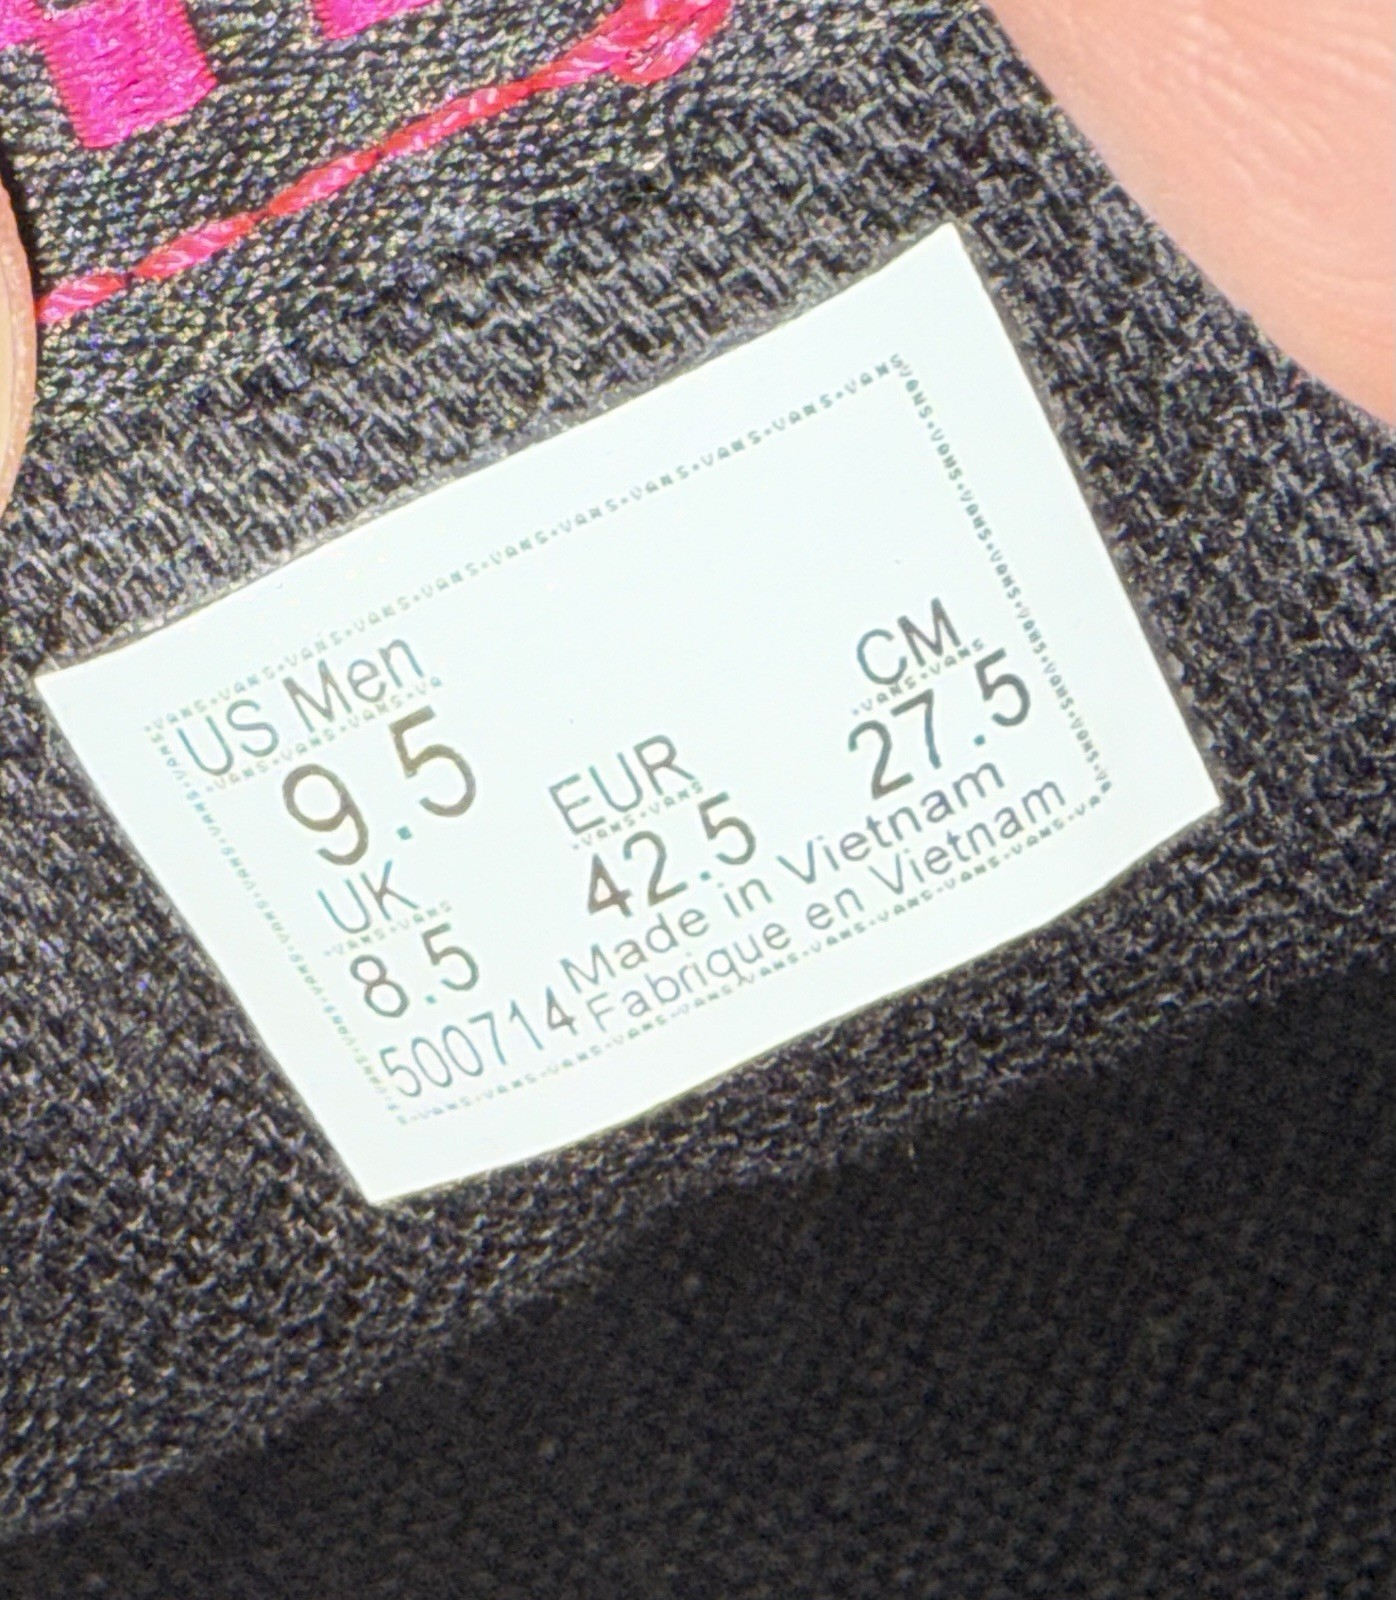 US Men
9.5
UK
8.5
EUR
42.5
CM
27.5
500714
Made in Vietnam
Fabrique en Vietnam